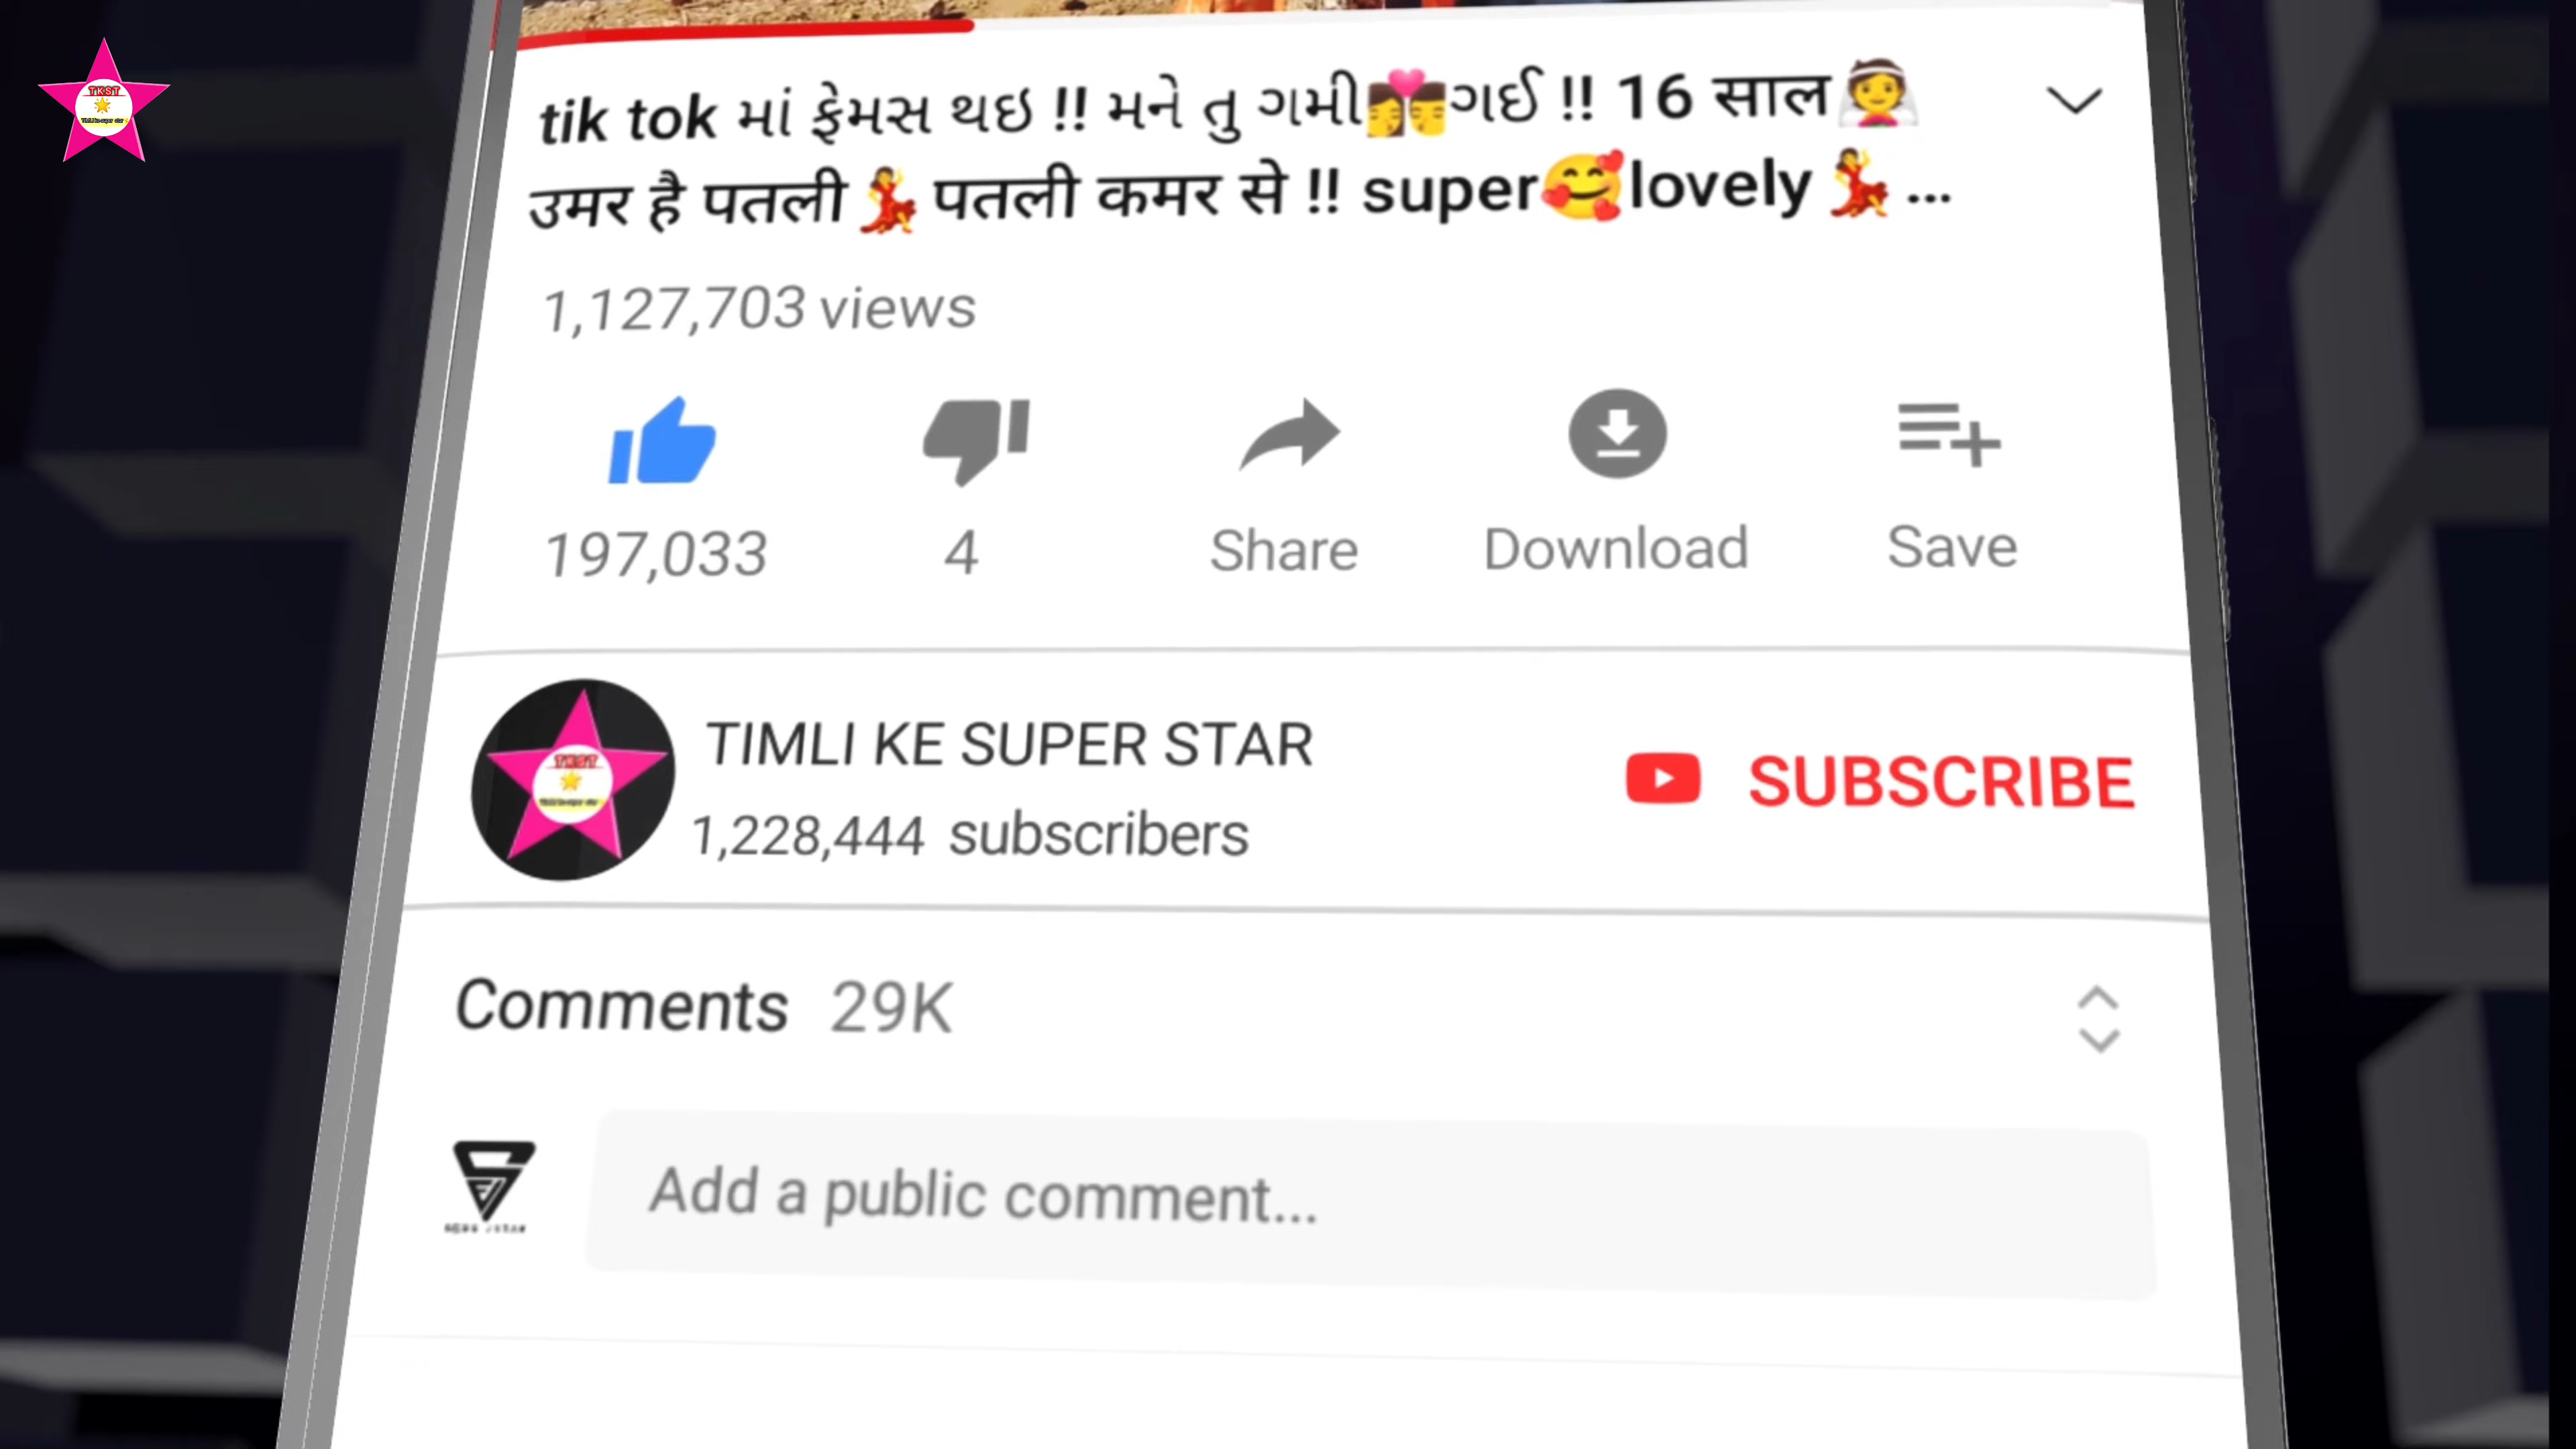 TKST
tik tok માં ફેમસ થઇ !! મને તુ ગમી💏ગઈ !! 16 साल👰
उमर है पतली💃पतली कमर से !! super🥰lovely💃...
1,127,703 views
197,033
4
Share
Download
Save
TKST
TIMLI KE SUPER STAR
1,228,444 subscribers
SUBSCRIBE
Comments 29K
Add a public comment...